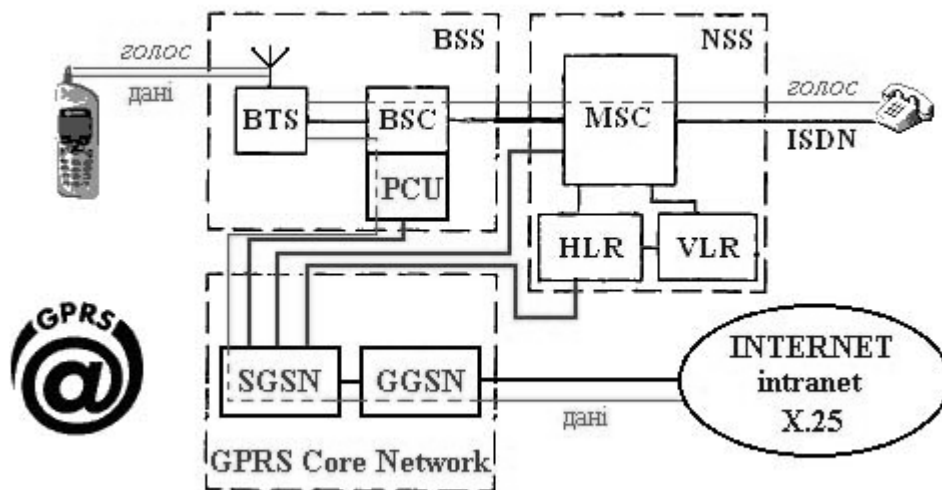 BSS
NSS
голос
дані
BTS
BSC
PCU
MSC
голос
ISDN
HLR
VLR
GPRS
@
SGSN
GGSN
дані
GPRS Core Network
INTERNET
intranet
X.25